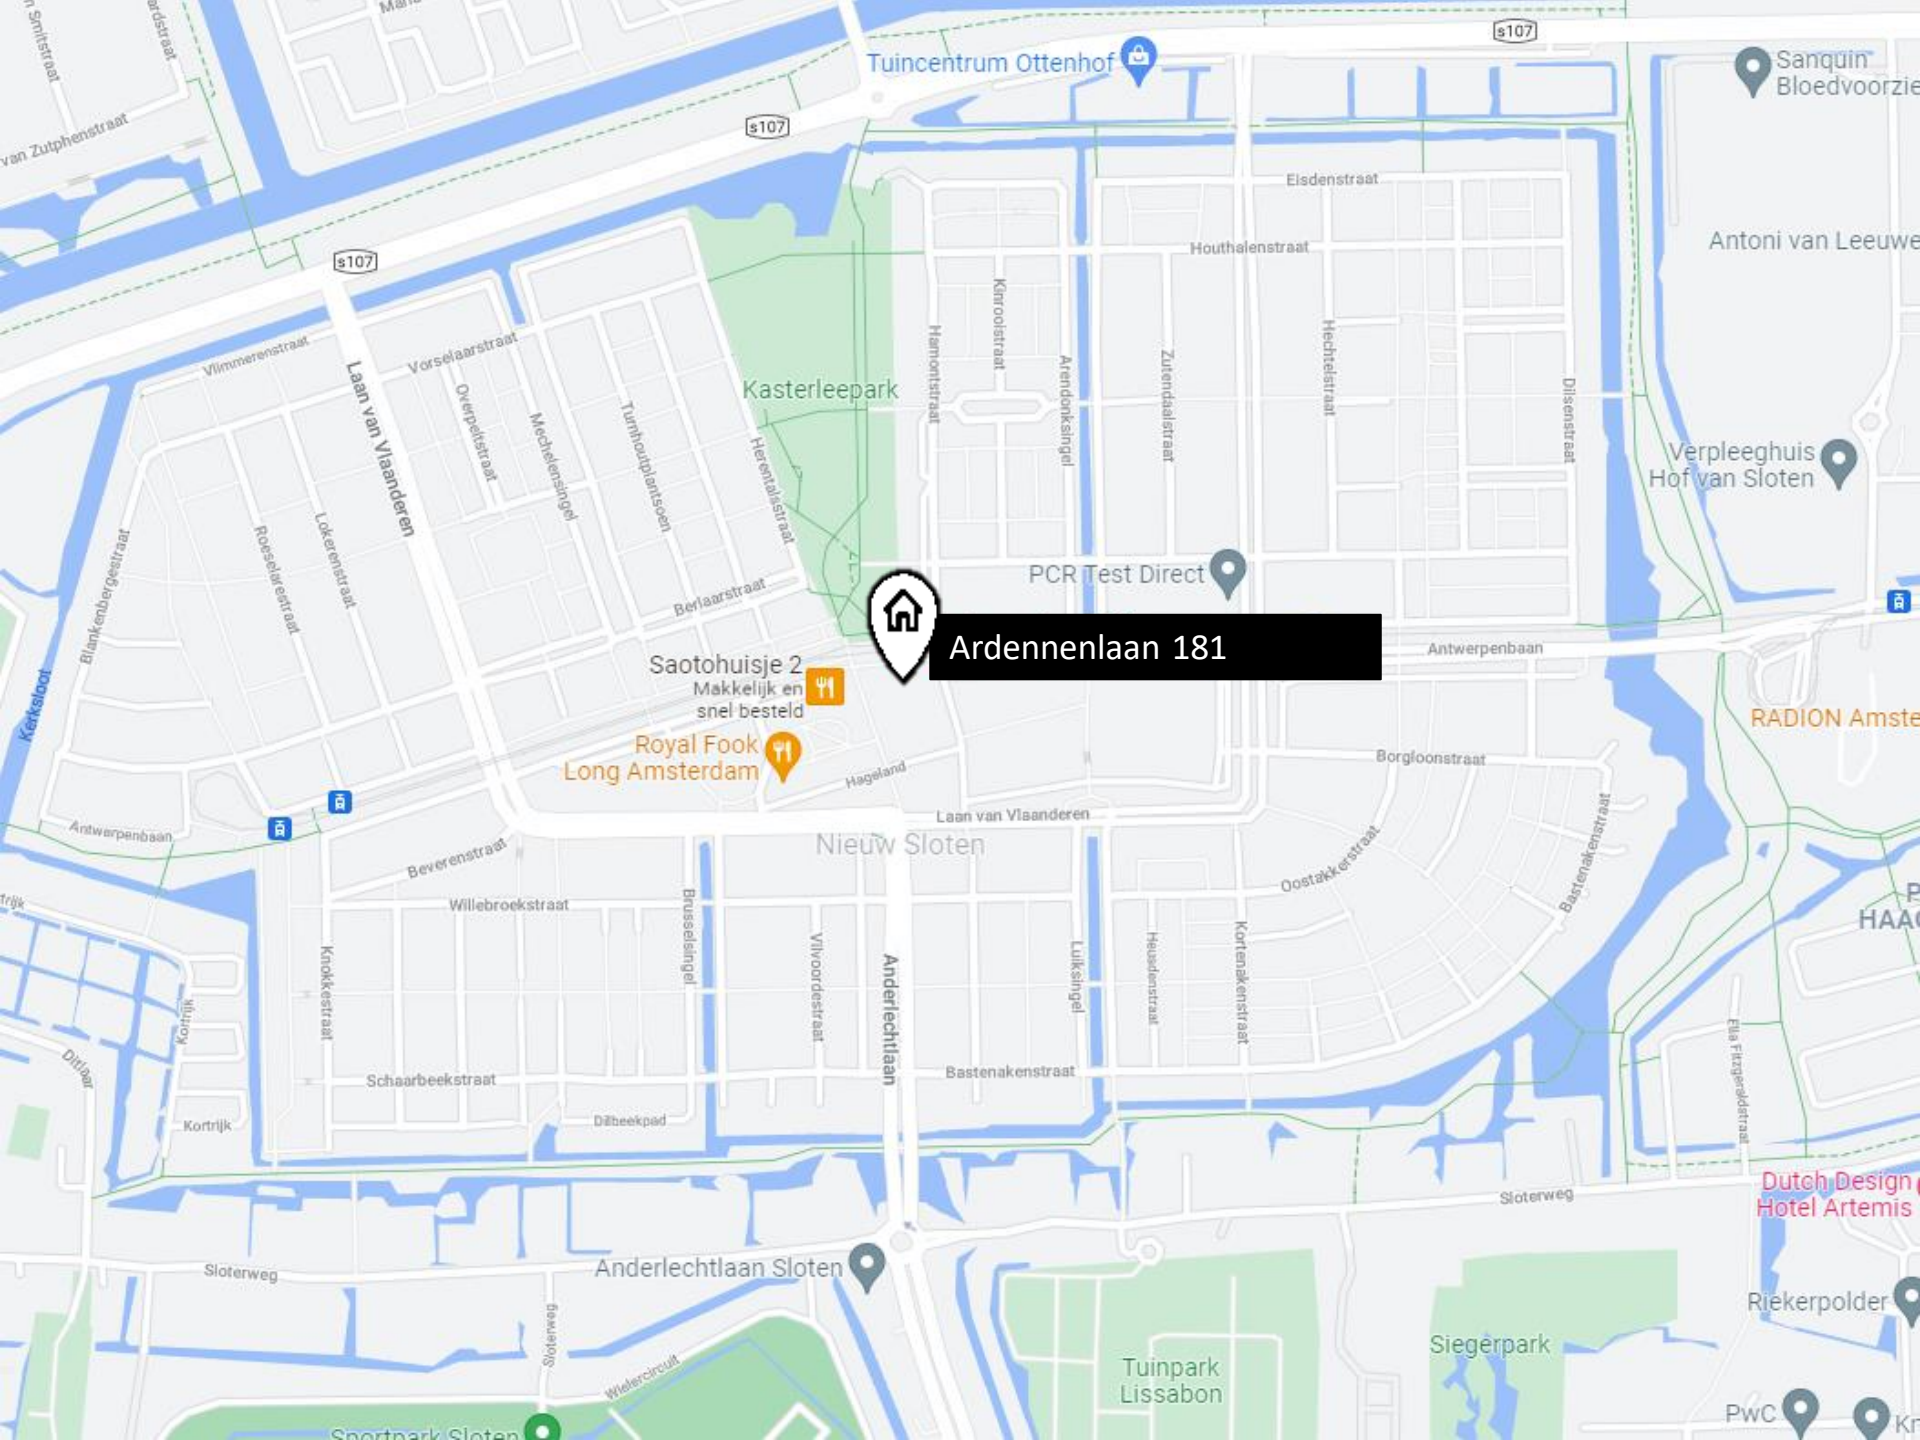 s107
Tuincentrum Ottenhof
Sanquin
s107
van Zutphenstraat
Eisdenstraat
Antoni van Leeuwe
Houthalenstraat
s107
Vlimmerenstraat
Vorselaarstraat
Laan van Vlaanderen
Overpeltstraat
Mechelensingel
Turnhoutplantsoen
Herentalsstraat
Kasterleepark
Hamontstraat
Kinrooistraat
Arendonksingel
Zutendaalstraat
Hechtelstraat
Dilsenstraat
Verpleeghuis
Hof van Sloten
Blankenbergestraat
Roeselarestraat
Lokerenstraat
Berlaarstraat
PCR Test Direct
Ardennenlaan 181
Antwerpenbaan
Kerksloot
Saotohuisje 2
Makkelijk en
snel besteld
Royal Fook
Long Amsterdam
Hageland
RADION Amste
Borgloonstraat
Bastenakenstraat
Antwerpenbaan
Laan van Vlaanderen
Nieuw Sloten
Beverenstraat
Oostakkerstraat
Willebroekstraat
Brusselsingel
Vilvoordestraat
Anderlechtlaan
Luiksingel
Heusdenstraat
Kortenakenstraat
Knokkestraat
Kortrijk
Ditlaar
Schaarbeekstraat
Bastenakenstraat
Ella Fitzgeraldstraat
Kortrijk
Dilbeekpad
Sloterweg
Dutch Design
Hotel Artemis
Sloterweg
Anderlechtlaan Sloten
Sloterweg
Riekerpolder
Siegerpark
Tuinpark
Lissabon
Wielercircuit
PwC
Sportpark Sloten